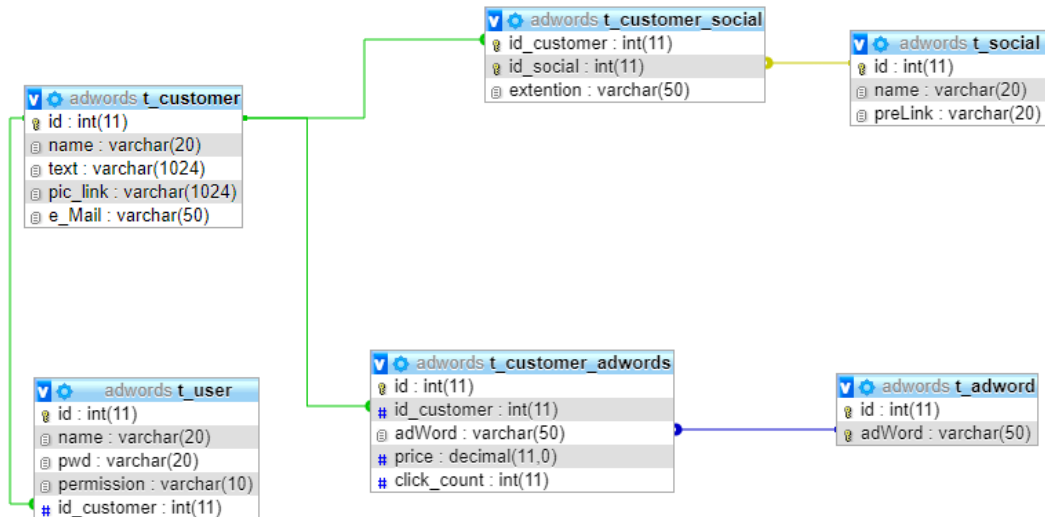 adwords t_customer_social
id_customer : int(11)
id_social : int(11)
extention : varchar(50)
adwords t_social
id : int(11)
name : varchar(20)
preLink : varchar(20)
adwords t_customer
id : int(11)
name : varchar(20)
text : varchar(1024)
pic_link : varchar(1024)
e_Mail : varchar(50)
adwords t_user
id : int(11)
name : varchar(20)
pwd : varchar(20)
permission : varchar(10)
# id_customer : int(11)
adwords t_customer_adwords
id : int(11)
# id_customer : int(11)
adWord : varchar(50)
# price : decimal(11,0)
# click_count : int(11)
adwords t_adword
id : int(11)
adWord : varchar(50)